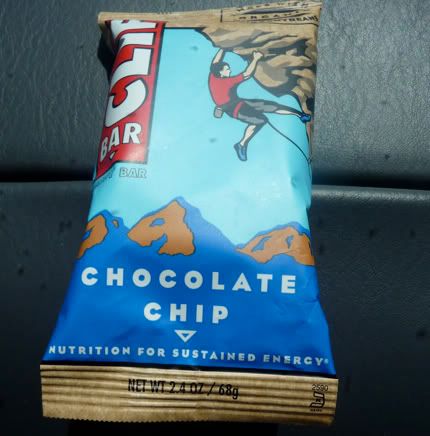 CLIF
BAR
BAR
CHOCOLATE
CHIP
NUTRITION FOR SUSTAINED ENERGY®
NET WT 2.4 OZ / 68g